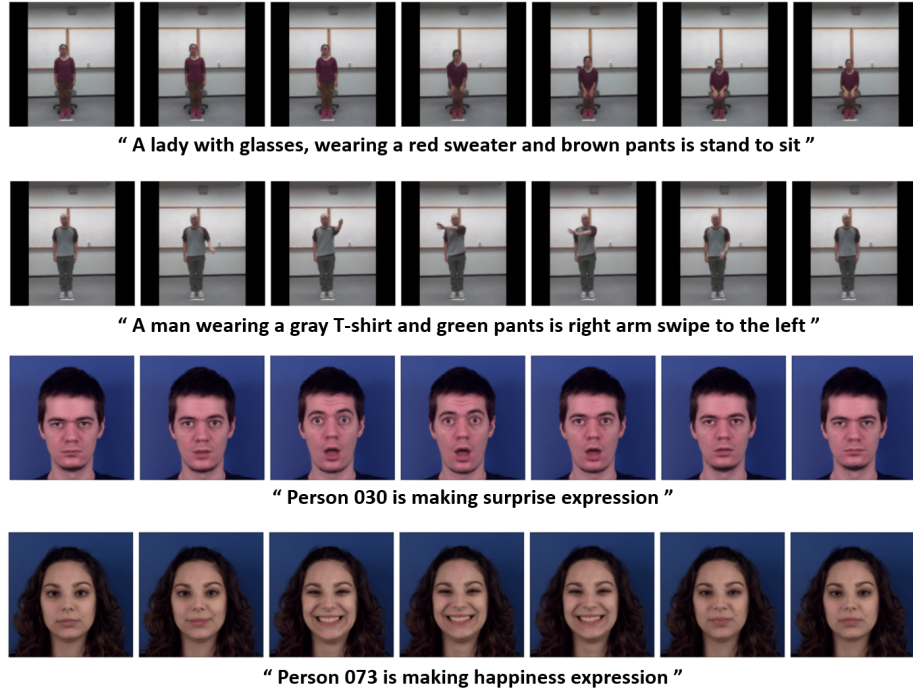 “ A lady with glasses, wearing a red sweater and brown pants is stand to sit ”
“ A man wearing a gray T-shirt and green pants is right arm swipe to the left ”
“ Person 030 is making surprise expression ”
“ Person 073 is making happiness expression ”